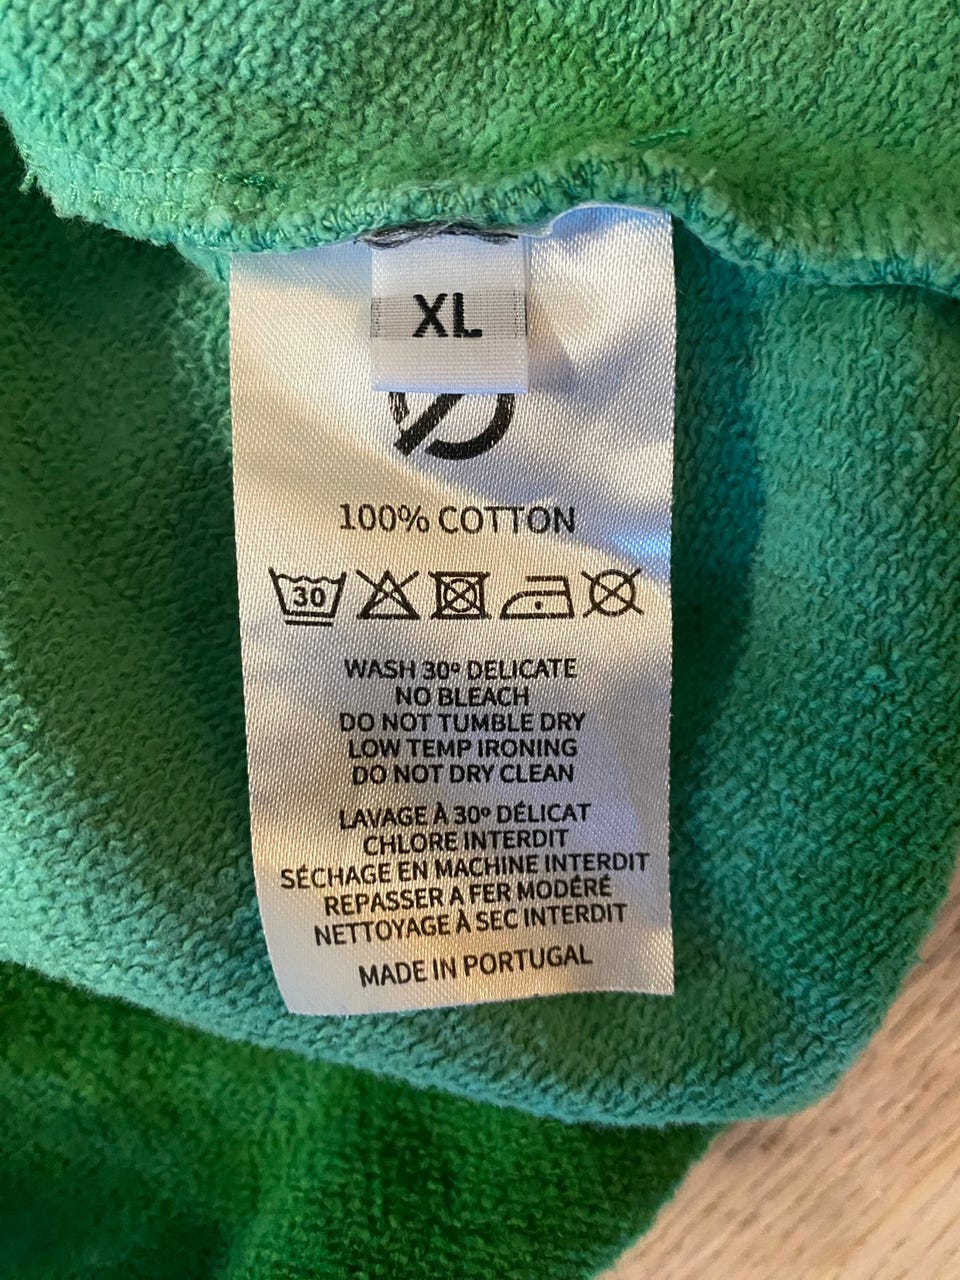 XL
100% COTTON
30
WASH 30º DELICATE
NO BLEACH
DO NOT TUMBLE DRY
LOW TEMP IRONING
DO NOT DRY CLEAN
LAVAGE À 30º DÉLICAT
CHLORE INTERDIT
SÉCHAGE EN MACHINE INTERDIT
REPASSER A FER MODÉRÉ
NETTOYAGE À SEC INTERDIT
MADE IN PORTUGAL